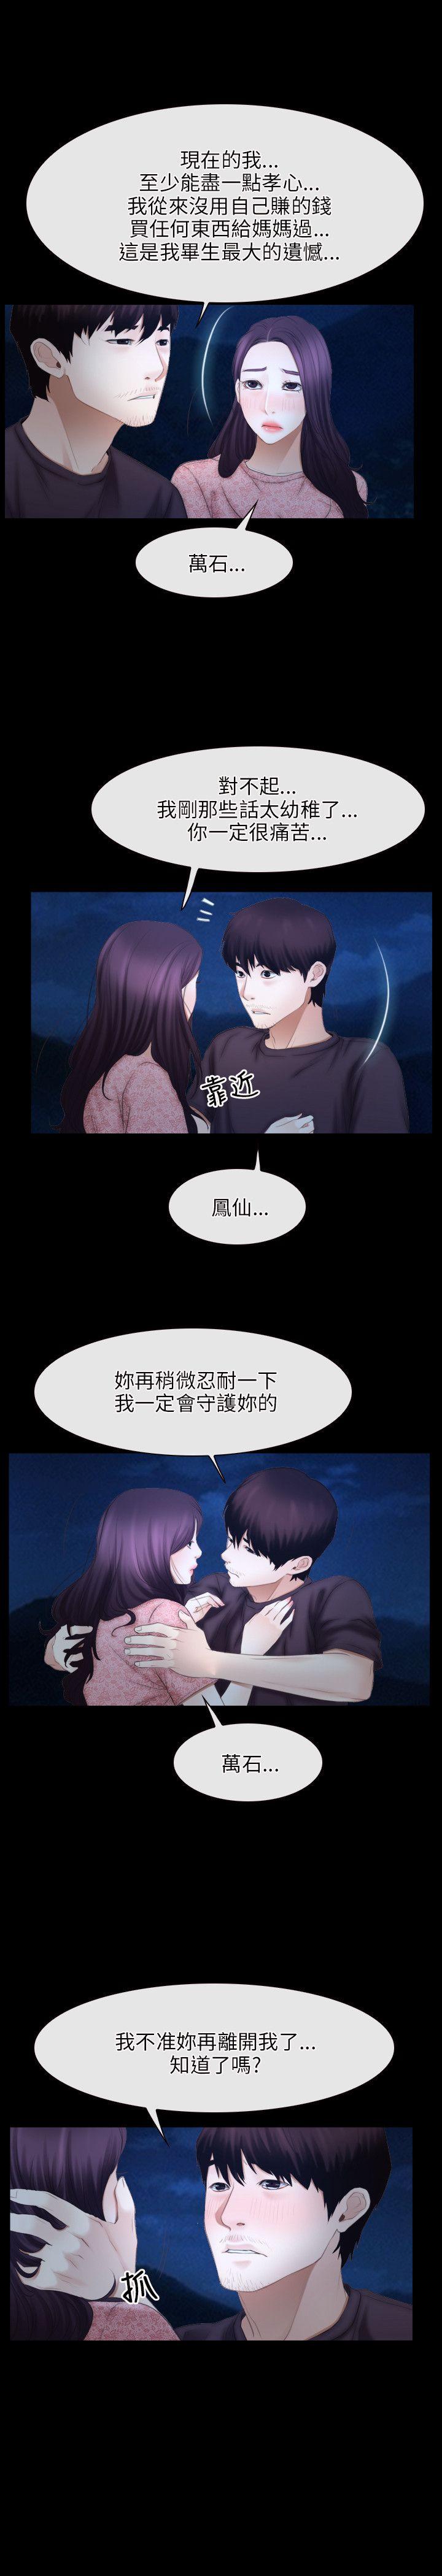 現在的我...
至少能盡一點孝心...
我從來沒用自己賺的錢
買任何東西給媽媽過...
這是我畢生最大的遺憾...
萬石...
對不起...
我剛那些話太幼稚了...
你一定很痛苦...
靠近
鳳仙...
妳再稍微忍耐一下
我一定會守護妳的
萬石...
我不准妳再離開我了...
知道了嗎?
抓